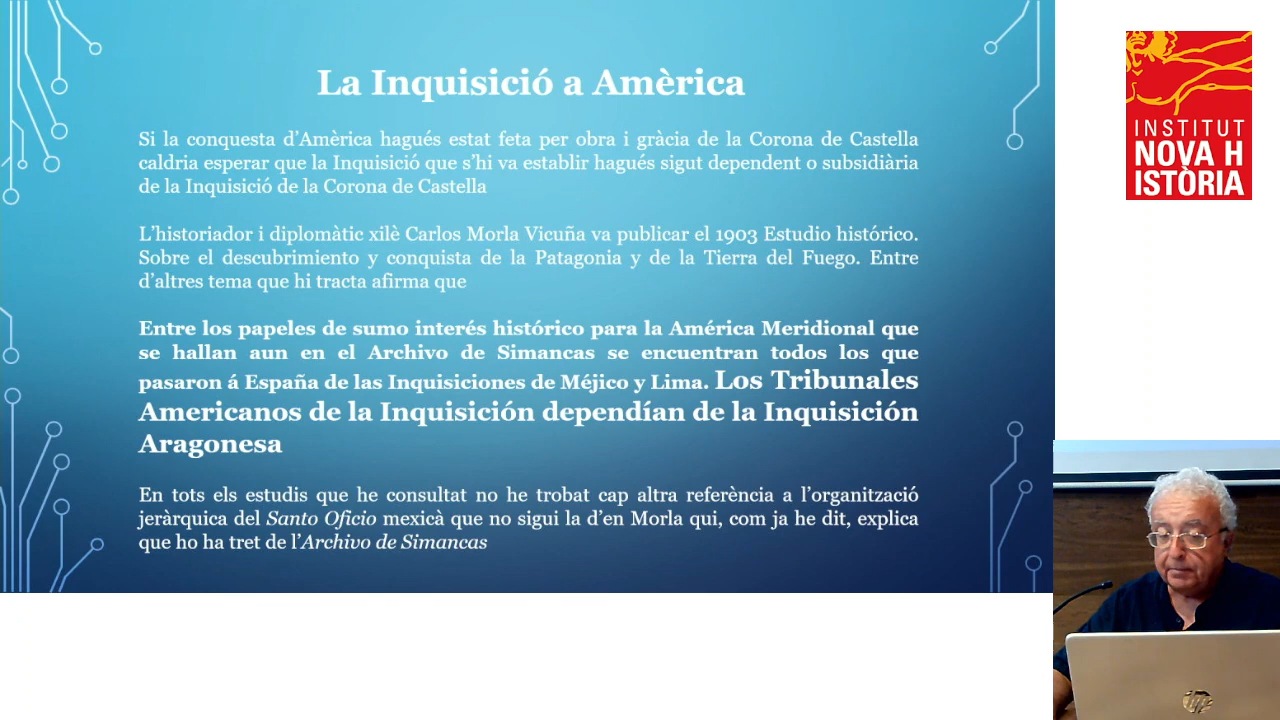 La Inquisició a Amèrica
Si la conquesta d’Amèrica hagués estat feta per obra i gràcia de la Corona de Castella
caldria esperar que la Inquisició que s’hi va establir hagués sigut dependent o subsidiària
de la Inquisició de la Corona de Castella
L’historiador i diplomàtic xilè Carlos Morla Vicuña va publicar el 1903 Estudio histórico.
Sobre el descubrimiento y conquista de la Patagonia y de la Tierra del Fuego. Entre
d’altres tema que hi tracta afirma que
Entre los papeles de sumo interés histórico para la América Meridional que
se hallan aun en el Archivo de Simancas se encuentran todos los que
pasaron á España de las Inquisiciones de Méjico y Lima. Los Tribunales
Americanos de la Inquisición dependían de la Inquisición
Aragonesa
En tots els estudis que he consultat no he trobat cap altra referència a l’organització
jeràrquica del Santo Oficio mexicà que no sigui la d’en Morla qui, com ja he dit, explica
que ho ha tret de l’Archivo de Simancas
INSTITUT
NOVA H
ISTÒRIA
hp